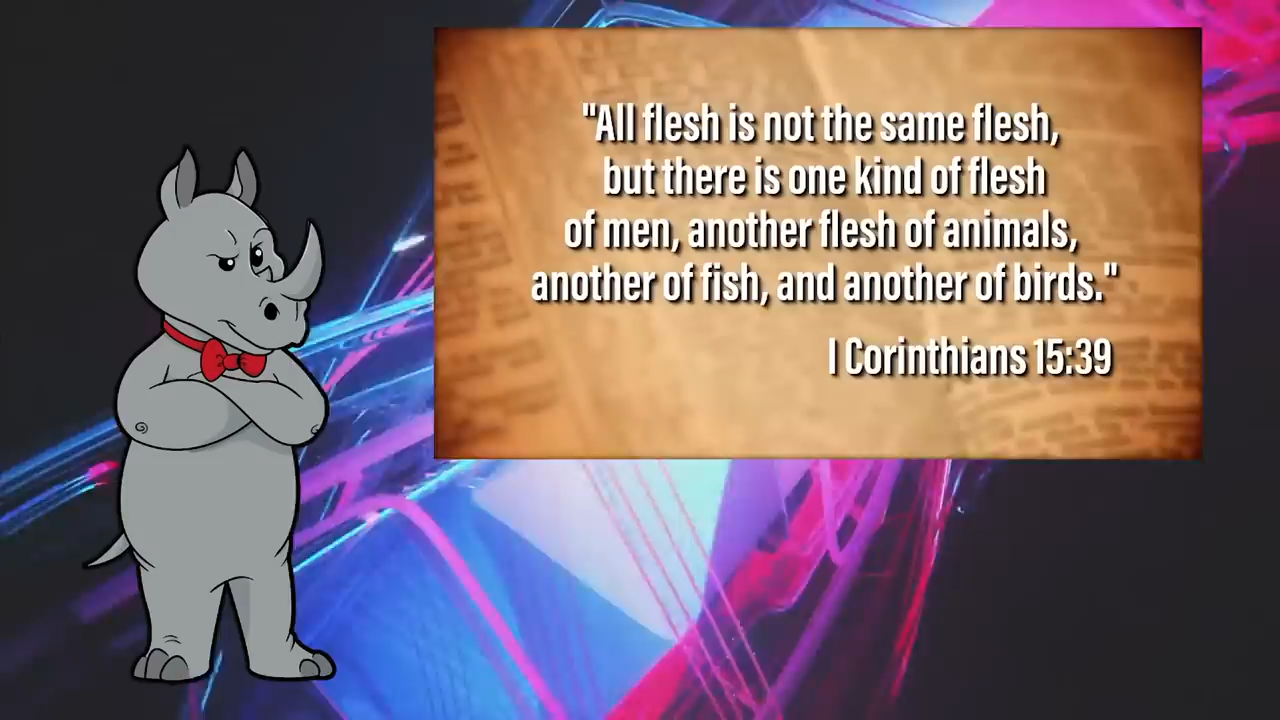 "All flesh is not the same flesh,
but there is one kind of flesh
of men, another flesh of animals,
another of fish, and another of birds."
I Corinthians 15:39